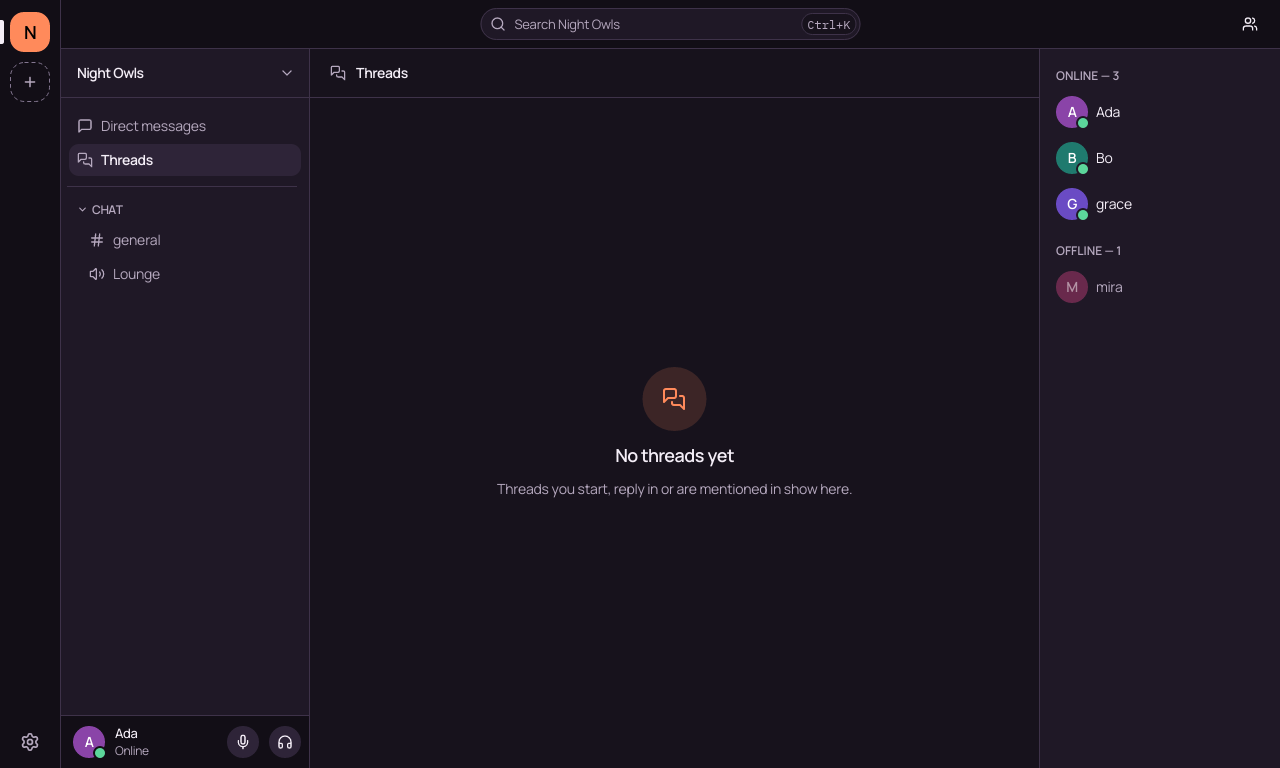 N
Search Night Owls
Ctrl+K
Night Owls
Direct messages
Threads
CHAT
general
Lounge
Ada
Online
Threads
No threads yet
Threads you start, reply in or are mentioned in show here.
ONLINE — 3
A Ada
B Bo
G grace
OFFLINE — 1
M mira
A